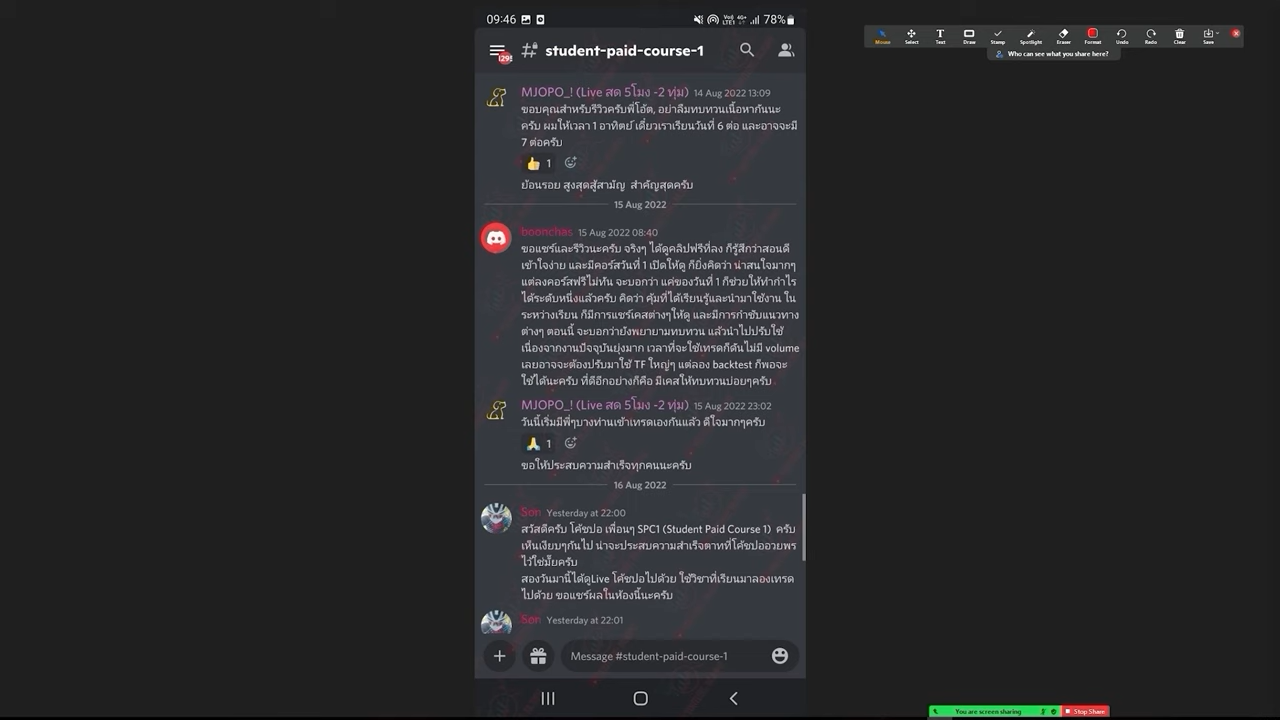 09:46
Vo)) LTE1 4G+ 78%
Mouse Select Text Draw Stamp Spotlight Eraser Format Undo Redo Clear Save
Who can see what you share here?
129
# student-paid-course-1
MJOPO_! (Live สด 5โมง -2 ทุ่ม) 14 Aug 2022 13:09
ขอบคุณสำหรับรีวิวครับพี่โอ๊ต, อย่าลืมทบทวนเนื้อหากันนะ
ครับ ผมให้เวลา 1 อาทิตย์ เดี๋ยวเราเรียนวันที่ 6 ต่อ และอาจจะมี
7 ต่อครับ
1
ย้อนรอย สูงสุดสู้สามัญ สำคัญสุดครับ
15 Aug 2022
boonchas 15 Aug 2022 08:40
ขอแชร์และรีวิวนะครับ จริงๆ ได้ดูคลิปฟรีที่ลง ก็รู้สึกว่าสอนดี
เข้าใจง่าย และมีคอร์สวันที่ 1 เปิดให้ดู ก็ยิ่งคิดว่า น่าสนใจมากๆ
แต่ลงคอร์สฟรีไม่ทัน จะบอกว่า แค่ของวันที่ 1 ก็ช่วยให้ทำกำไร
ได้ระดับหนึ่งแล้วครับ คิดว่า คุ้มที่ได้เรียนรู้และนำมาใช้งาน ใน
ระหว่างเรียน ก็มีการแชร์เคสต่างๆให้ดู และมีการกำชับแนวทาง
ต่างๆ ตอนนี้ จะบอกว่ายังพยายามทบทวน แล้วนำไปปรับใช้
เนื่องจากงานปัจจุบันยุ่งมาก เวลาที่จะใช้เทรดก็ดันไม่มี volume
เลยอาจจะต้องปรับมาใช้ TF ใหญ่ๆ แต่ลอง backtest ก็พอจะ
ใช้ได้นะครับ ที่ดีอีกอย่างก็คือ มีเคสให้ทบทวนบ่อยๆครับ
MJOPO_! (Live สด 5โมง -2 ทุ่ม) 15 Aug 2022 23:02
วันนี้เริ่มมีพี่ๆบางท่านเข้าเทรดเองกันแล้ว ดีใจมากๆครับ
1
ขอให้ประสบความสำเร็จทุกคนนะครับ
16 Aug 2022
Son Yesterday at 22:00
สวัสดีครับ โค้ชปอ เพื่อนๆ SPC1 (Student Paid Course 1) ครับ
เห็นเงียบๆกันไป น่าจะประสบความสำเร็จตาทที่โค้ชปออวยพร
ไว้ใช่มั๊ยครับ
สองวันมานี้ได้ดูLive โค้ชปอไปด้วย ใช้วิชาที่เรียนมาลองเทรด
ไปด้วย ขอแชร์ผลในห้องนี้นะครับ
Son Yesterday at 22:01
Message #student-paid-course-1
You are screen sharing Stop Share